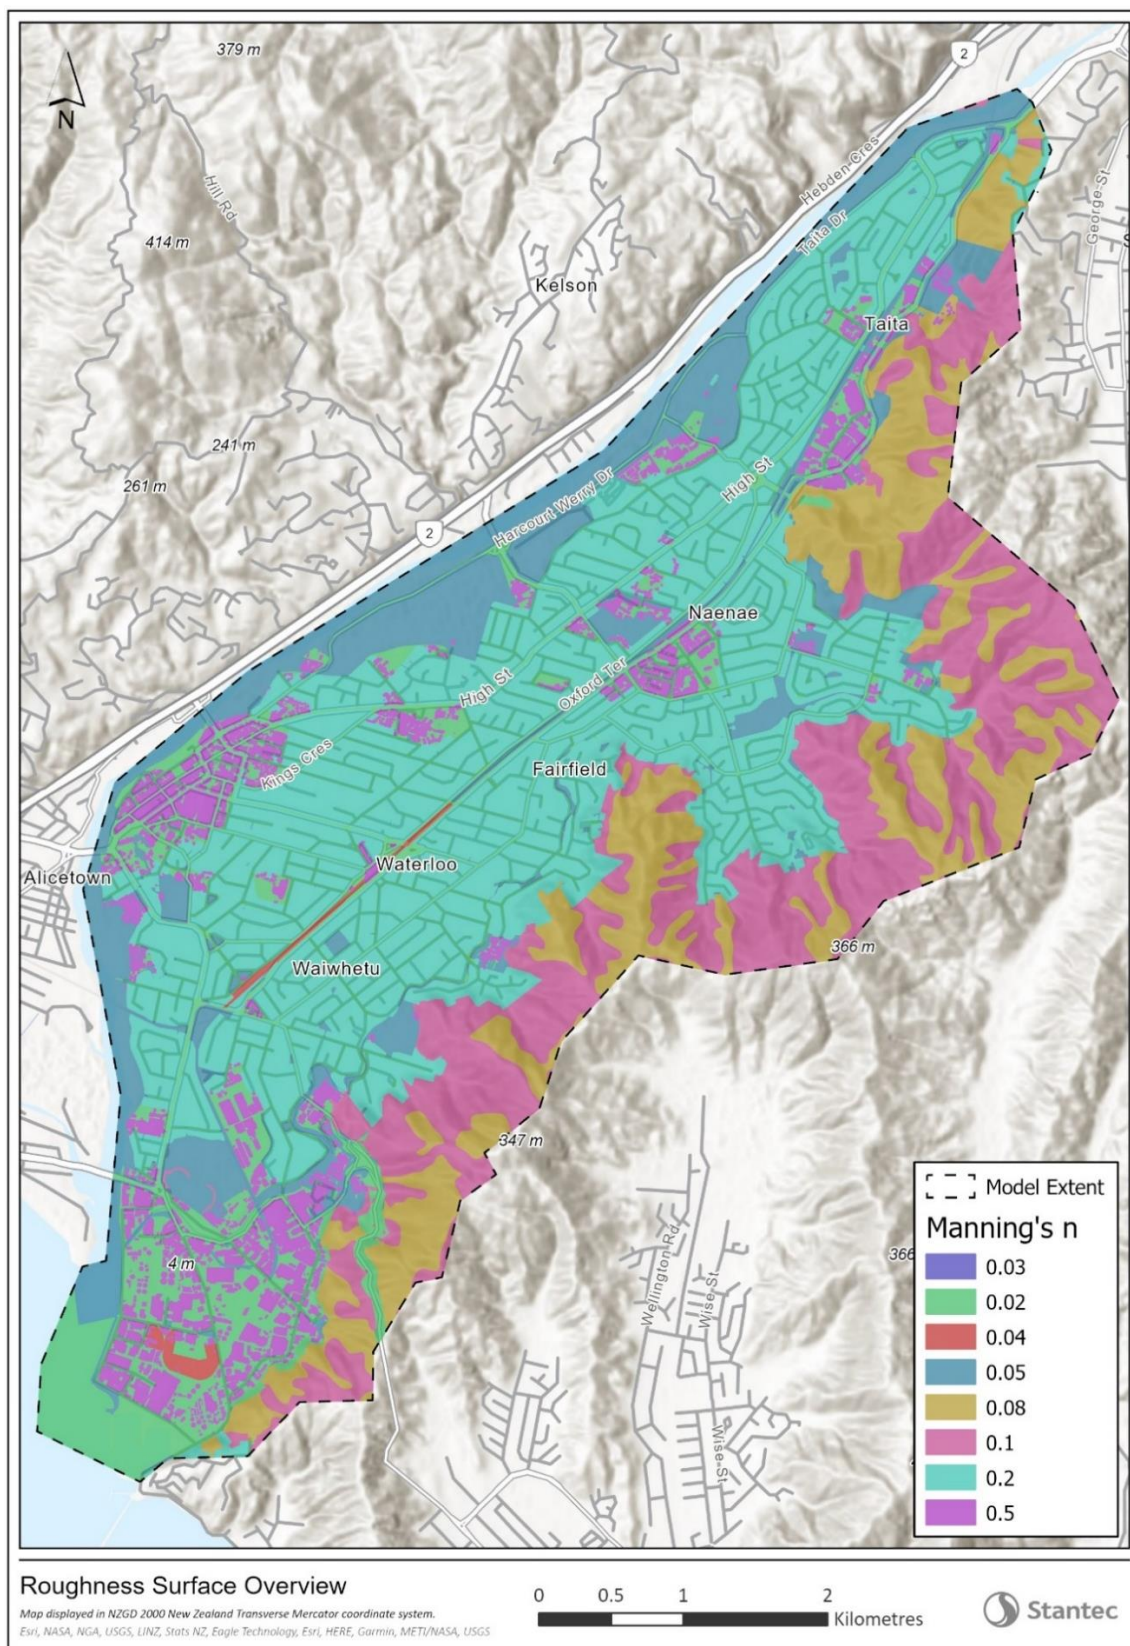 379 m
2
N
Hebden Cres
Hill Rd
George St
Taita Dr
414 m
Kelson
Taita
241 m
High St
261 m
Harcourt Werry Dr
2
Naenae
Oxford Ter
High St
Kings Cres
Fairfield
Waterloo
Alicetown
366 m
Waiwhetu
347 m
Model Extent
Manning's n
Wellington Rd
Wise St
366
4 m
0.03
0.02
0.04
0.05
0.08
0.1
0.2
0.5
Wise St
Roughness Surface Overview
Map displayed in NZGD 2000 New Zealand Transverse Mercator coordinate system.
Esri, NASA, NGA, USGS, LINZ, Stats NZ, Eagle Technology, Esri, HERE, Garmin, METI/NASA, USGS
0 0.5 1 2
Kilometres
Stantec